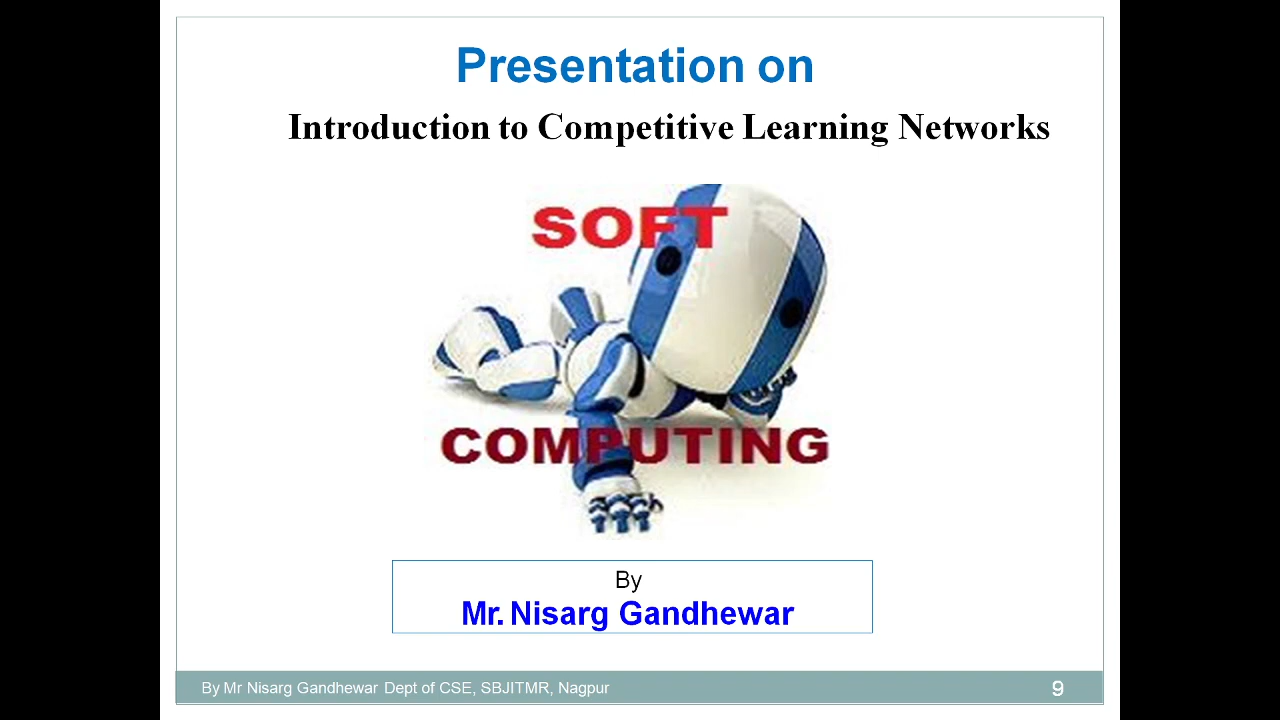 Presentation on
Introduction to Competitive Learning Networks
SOFT
COMPUTING
By
Mr. Nisarg Gandhewar
By Mr Nisarg Gandhewar Dept of CSE, SBJITMR, Nagpur
9